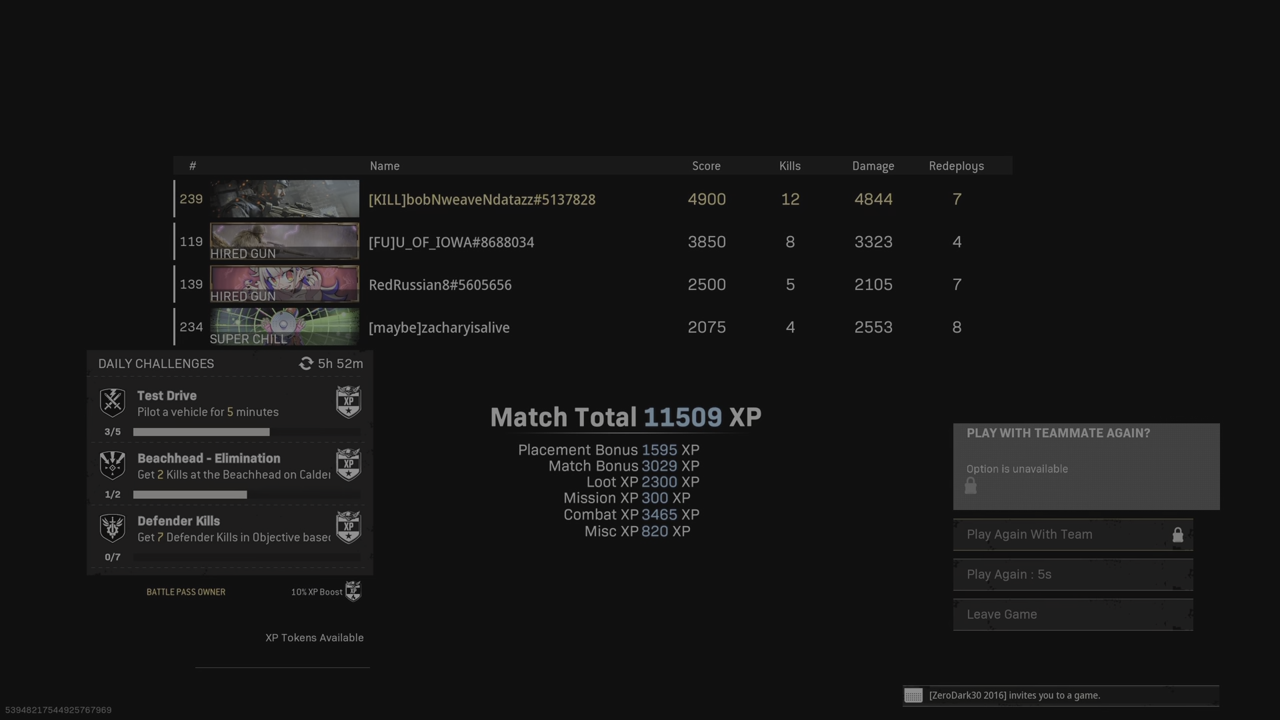 # Name Score Kills Damage Redeploys
239 [KILL]bobNweaveNdatazz#5137828 4900 12 4844 7
119 HIRED GUN [FU]U_OF_IOWA#8688034 3850 8 3323 4
139 HIRED GUN RedRussian8#5605656 2500 5 2105 7
234 SUPER CHILL [maybe]zacharyisalive 2075 4 2553 8
DAILY CHALLENGES 5h 52m
Test Drive
Pilot a vehicle for 5 minutes
XP
3/5
Beachhead - Elimination
Get 2 Kills at the Beachhead on Calder
XP
1/2
Defender Kills
Get 7 Defender Kills in Objective based
XP
0/7
BATTLE PASS OWNER 10% XP Boost XP
XP Tokens Available
Match Total 11509 XP
Placement Bonus 1595 XP
Match Bonus 3029 XP
Loot XP 2300 XP
Mission XP 300 XP
Combat XP 3465 XP
Misc XP 820 XP
PLAY WITH TEAMMATE AGAIN?
Option is unavailable
Play Again With Team
Play Again : 5s
Leave Game
[ZeroDark30 2016] invites you to a game.
53948217544925767969